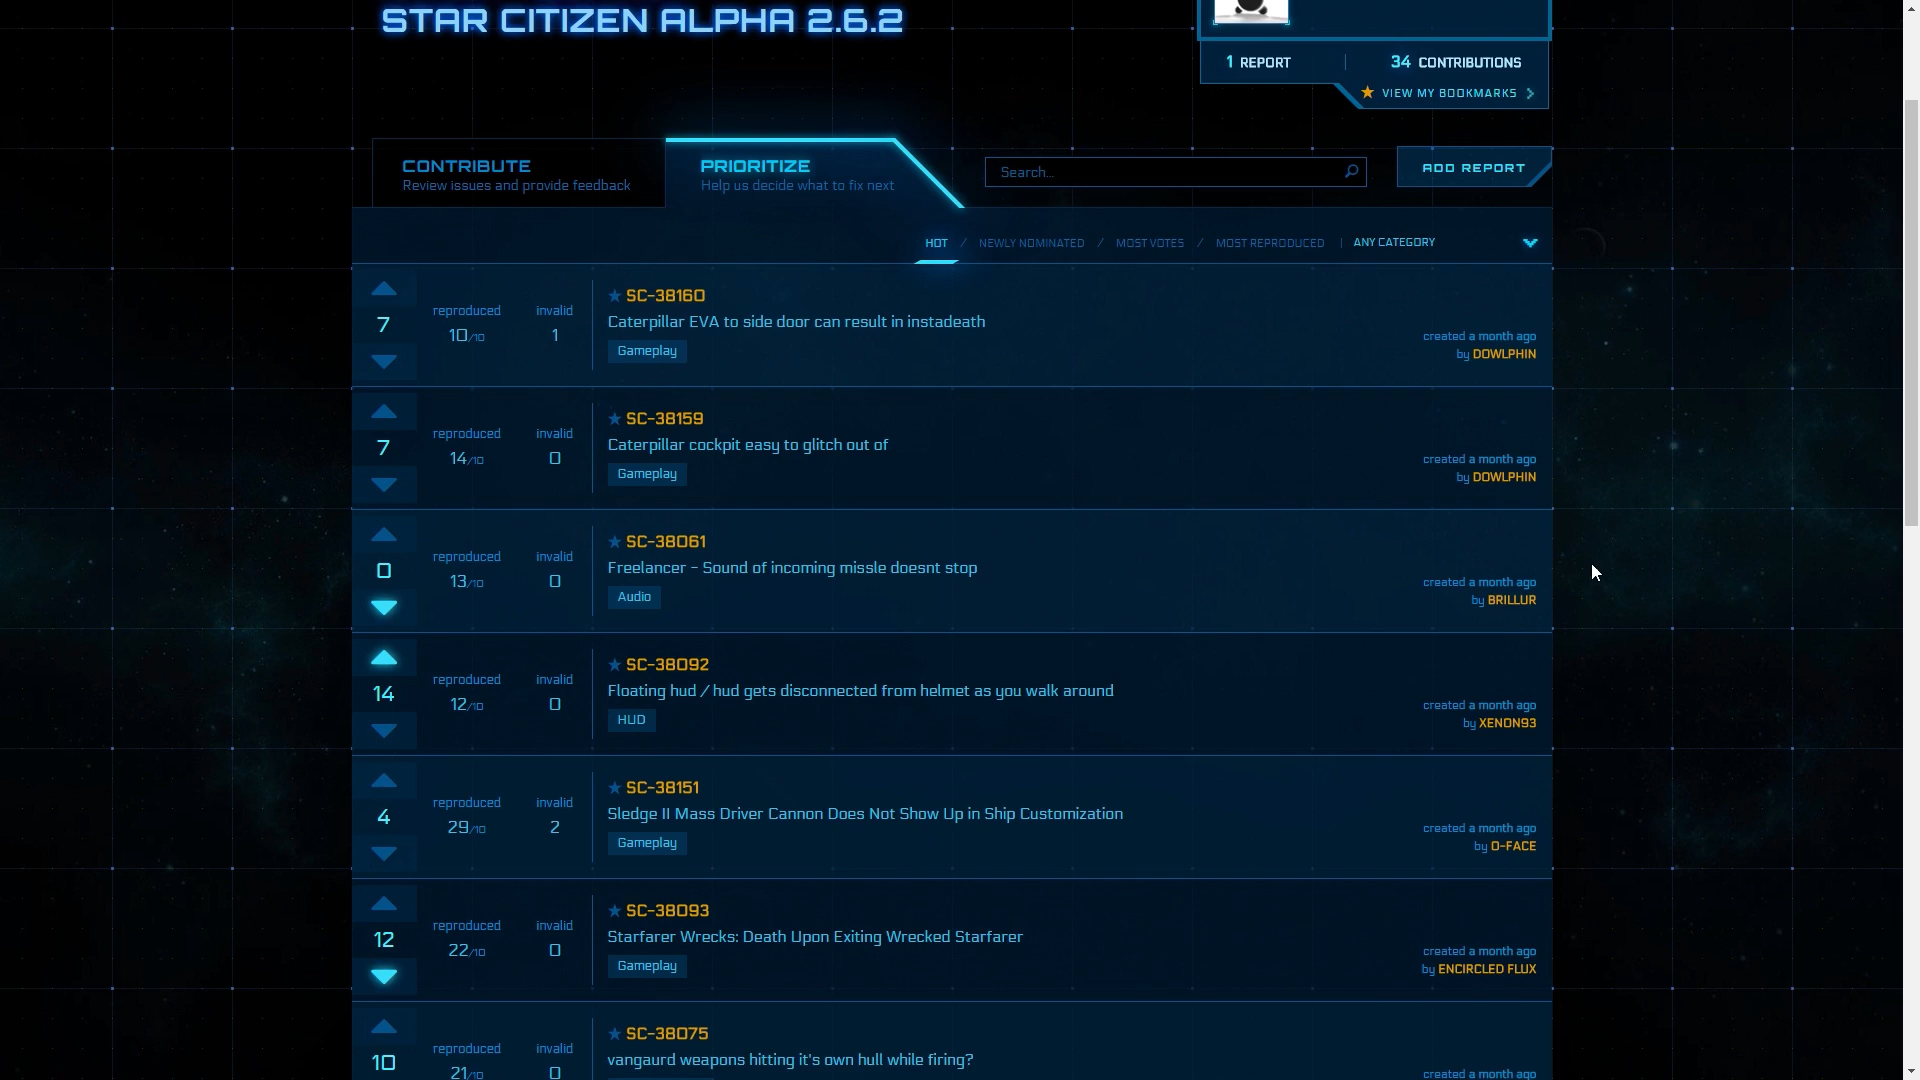 STAR CITIZEN ALPHA 2.6.2
1 REPORT
34 CONTRIBUTIONS
VIEW MY BOOKMARKS
CONTRIBUTE
Review issues and provide feedback
PRIORITIZE
Help us decide what to fix next
Search...
ADD REPORT
HOT / NEWLY NOMINATED / MOST VOTES / MOST REPRODUCED | ANY CATEGORY
7
reproduced
10/10
invalid
1
SC-38160
Caterpillar EVA to side door can result in instadeath
Gameplay
created a month ago
by DOWLPHIN
7
reproduced
14/10
invalid
0
SC-38159
Caterpillar cockpit easy to glitch out of
Gameplay
created a month ago
by DOWLPHIN
0
reproduced
13/10
invalid
0
SC-38061
Freelancer - Sound of incoming missle doesnt stop
Audio
created a month ago
by BRILLUR
14
reproduced
12/10
invalid
0
SC-38092
Floating hud / hud gets disconnected from helmet as you walk around
HUD
created a month ago
by XENON93
4
reproduced
29/10
invalid
2
SC-38151
Sledge II Mass Driver Cannon Does Not Show Up in Ship Customization
Gameplay
created a month ago
by O-FACE
12
reproduced
22/10
invalid
0
SC-38093
Starfarer Wrecks: Death Upon Exiting Wrecked Starfarer
Gameplay
created a month ago
by ENCIRCLED FLUX
10
reproduced
21/10
invalid
0
SC-38075
vangaurd weapons hitting it's own hull while firing?
created a month ago